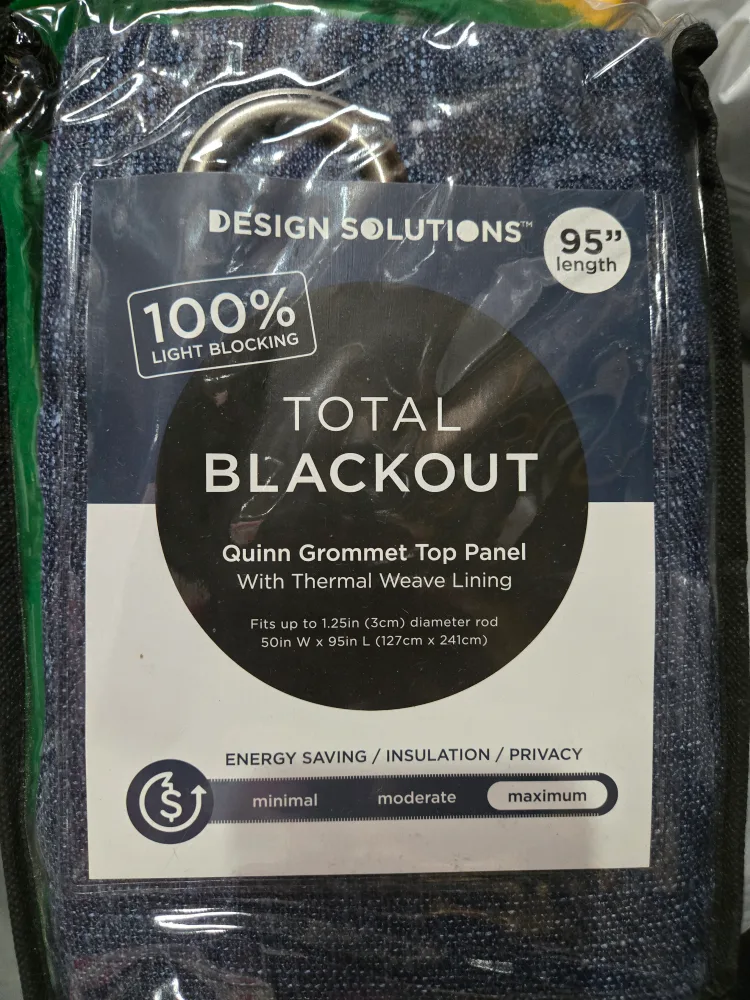 DESIGN SOLUTIONS™
95”
length
100%
LIGHT BLOCKING
TOTAL
BLACKOUT
Quinn Grommet Top Panel
With Thermal Weave Lining
Fits up to 1.25in (3cm) diameter rod
50in W x 95in L (127cm x 241cm)
ENERGY SAVING / INSULATION / PRIVACY
$
minimal moderate maximum